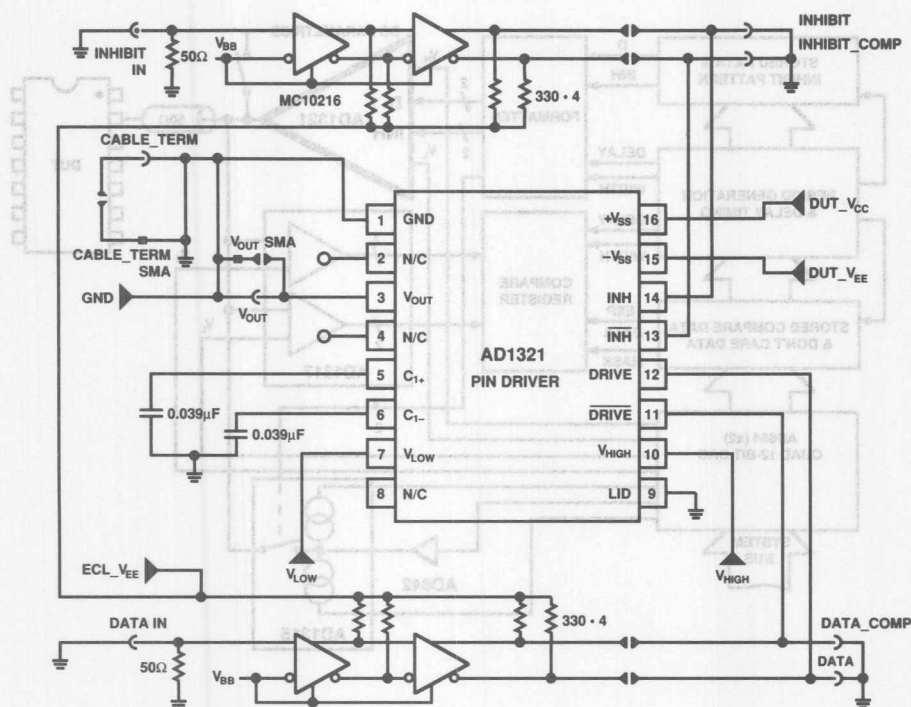 INHIBIT
INHIBIT IN
50Ω
V_BB
MC10216
INHIBIT_COMP
330 · 4
CABLE_TERM
CABLE_TERM SMA
V_OUT SMA
GND
V_OUT
1 GND
2 N/C
3 V_OUT
4 N/C
5 C1+
6 C1–
7 V_LOW
8 N/C
AD1321
PIN DRIVER
+V_SS 16
–V_SS 15
INH 14
I̅N̅H̅ 13
DRIVE 12
D̅R̅I̅V̅E̅ 11
V_HIGH 10
LID 9
DUT_V_CC
DUT_V_EE
0.039µF
0.039µF
V_LOW
V_HIGH
ECL_V_EE
DATA IN
50Ω
V_BB
330 · 4
DATA_COMP
DATA